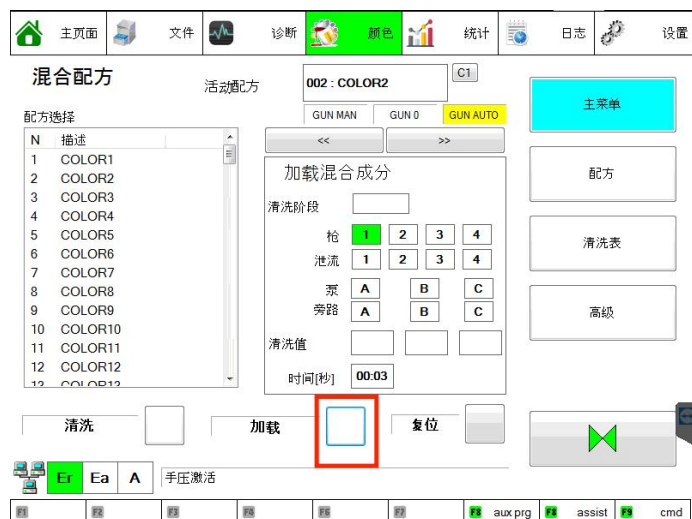 主页面 文件 诊断 颜色 统计 日志 设置
混合配方 活动配方 002 : COLOR2 C1
GUN MAN GUN 0 GUN AUTO
主菜单
配方选择
N 描述
<< >>
1 COLOR1
2 COLOR2
3 COLOR3
4 COLOR4
5 COLOR5
6 COLOR6
7 COLOR7
8 COLOR8
9 COLOR9
10 COLOR10
11 COLOR11
12 COLOR12
13 COLOR13
加载混合成分
清洗阶段
枪 1 2 3 4
泄流 1 2 3 4
泵 A B C
旁路 A B C
清洗值
时间[秒] 00:03
配方
清洗表
高级
清洗 加载 复位
Er Ea A 手压激活
F1 F2 F3 F4 F6 F7 F8 aux prg F8 assist F9 cmd